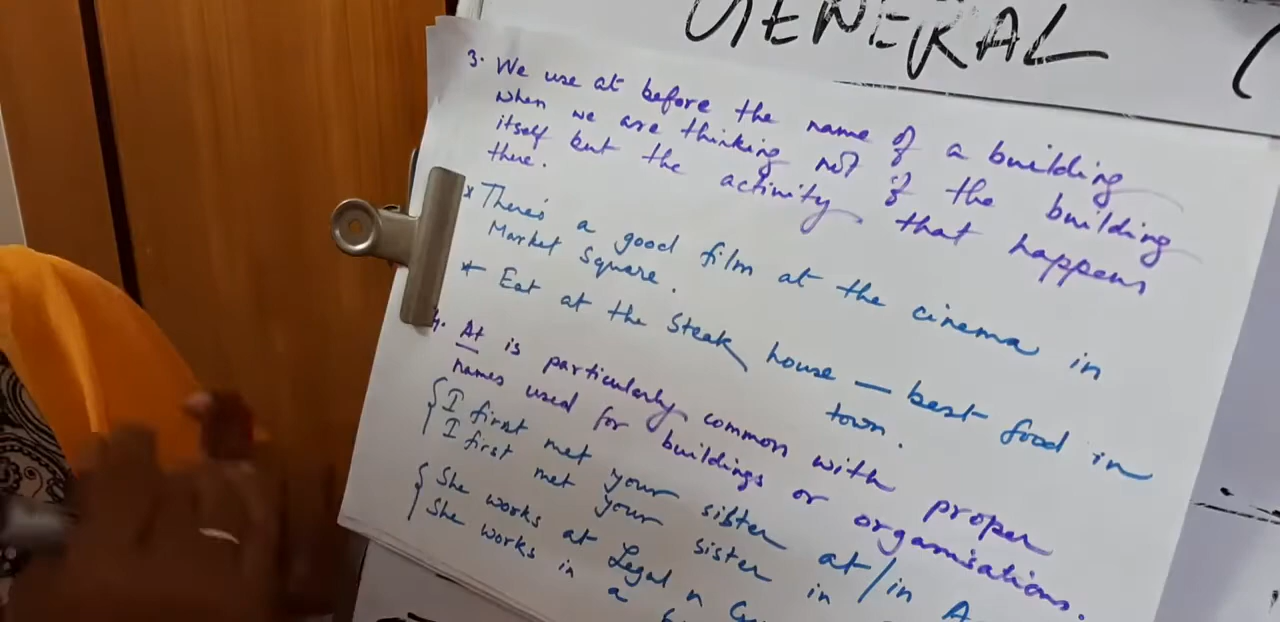 GENERAL (
3. We use at before the name of a building
when we are thinking not of the building
itself but the activity that happens
there.
* There's a good film at the cinema in
Market Square.
* Eat at the Steak house — best food in
town.
4. At is particularly common with proper
names used for buildings or organisations.
I first met your sister at/in A
I first met your sister in
She works at Legal n
She works in a